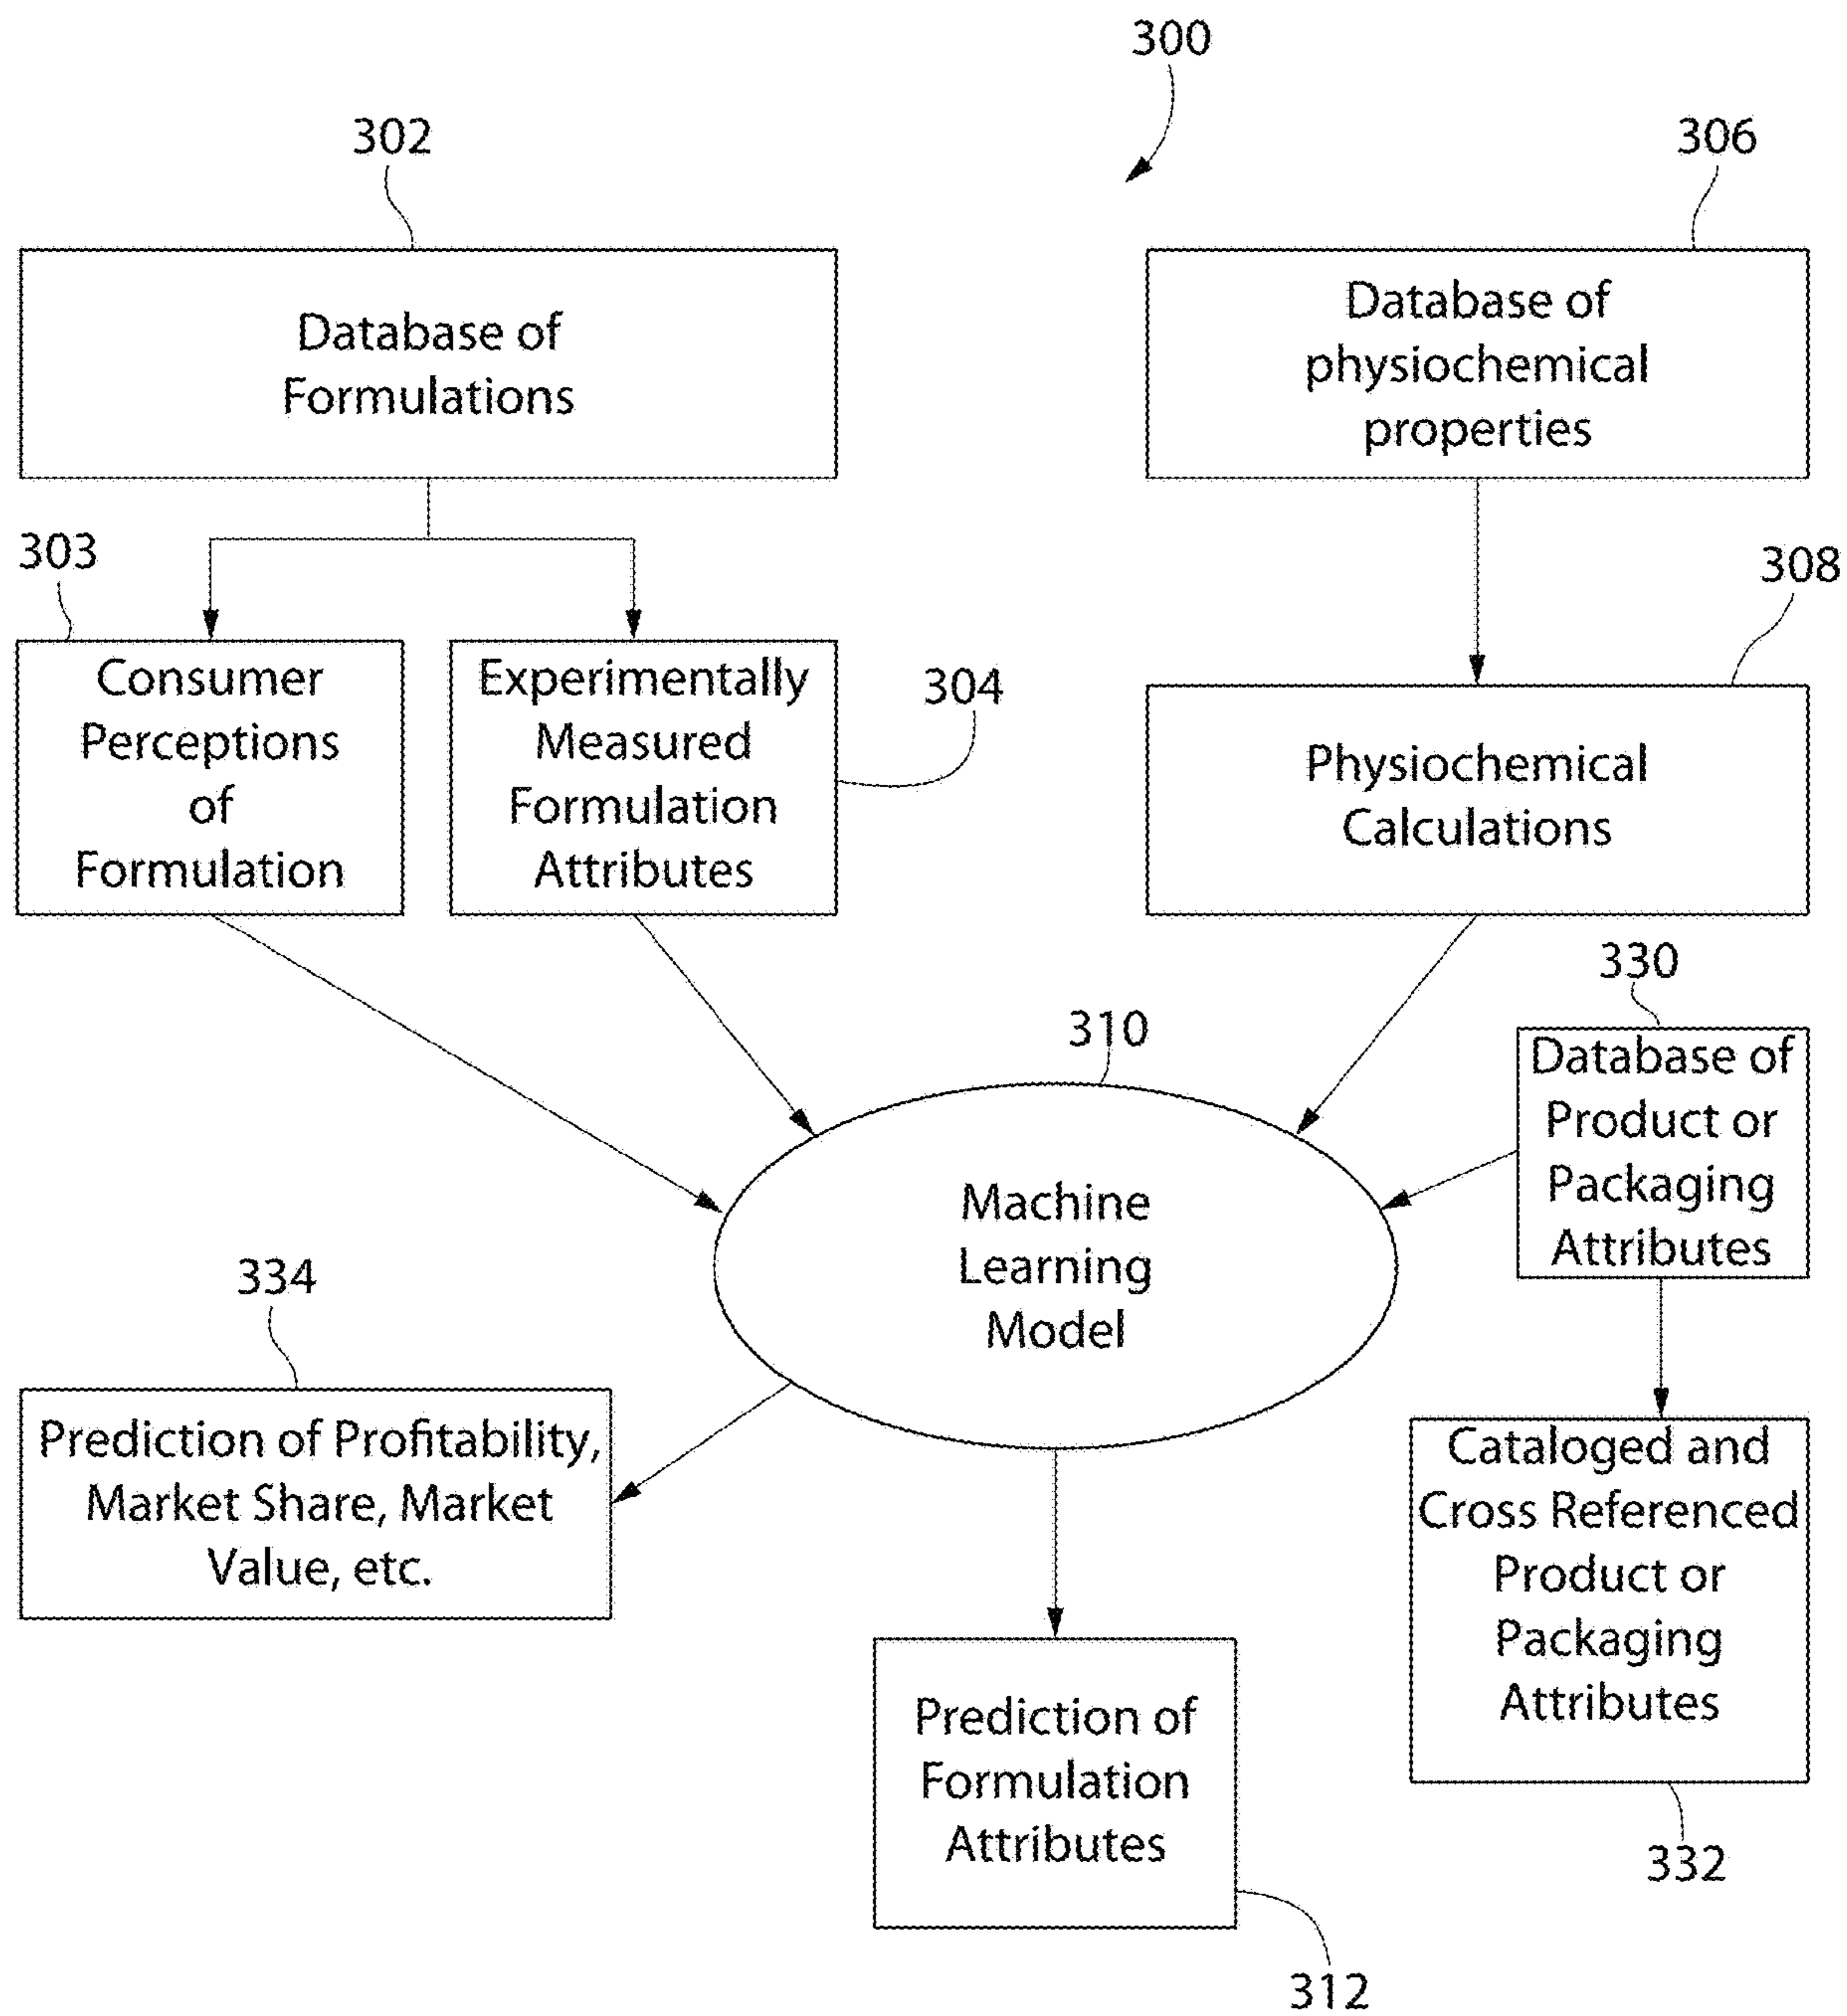 300
302
306
Database of
Formulations
Database of
physiochemical
properties
303
308
Consumer
Perceptions
of
Formulation
Experimentally
Measured
Formulation
Attributes
304
Physiochemical
Calculations
330
310
Database of
Product or
Packaging
Attributes
Machine
Learning
Model
334
Prediction of Profitability,
Market Share, Market
Value, etc.
Cataloged and
Cross Referenced
Product or
Packaging
Attributes
Prediction of
Formulation
Attributes
332
312